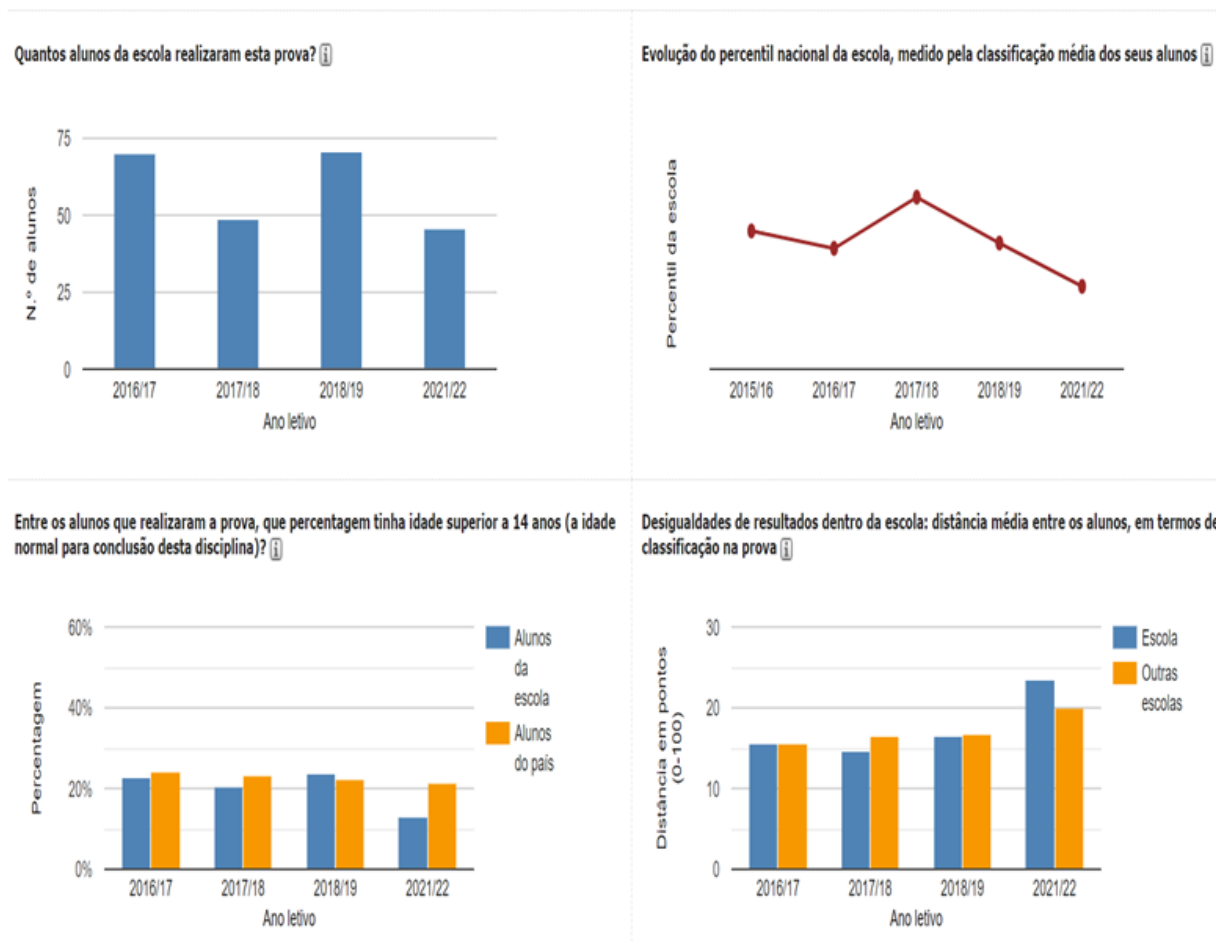 Quantos alunos da escola realizaram esta prova? i
75
50
25
0
N.º de alunos
2016/17 2017/18 2018/19 2021/22
Ano letivo
Evolução do percentil nacional da escola, medido pela classificação média dos seus alunos i
Percentil da escola
2015/16 2016/17 2017/18 2018/19 2021/22
Ano letivo
Entre os alunos que realizaram a prova, que percentagem tinha idade superior a 14 anos (a idade
normal para conclusão desta disciplina)? i
60%
40%
20%
0%
Percentagem
2016/17 2017/18 2018/19 2021/22
Ano letivo
Alunos
da
escola
Alunos
do país
Desigualdades de resultados dentro da escola: distância média entre os alunos, em termos de
classificação na prova i
30
20
10
0
Distância em pontos
(0-100)
2016/17 2017/18 2018/19 2021/22
Ano letivo
Escola
Outras
escolas